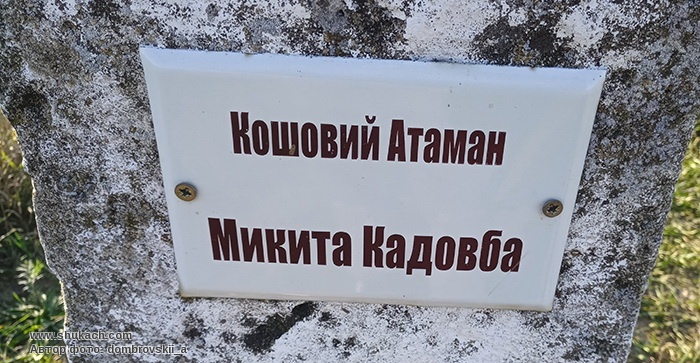 Кошовий Атаман
Микита Кадовба
www.shukach.com
Автор фото: dombrovskii_a